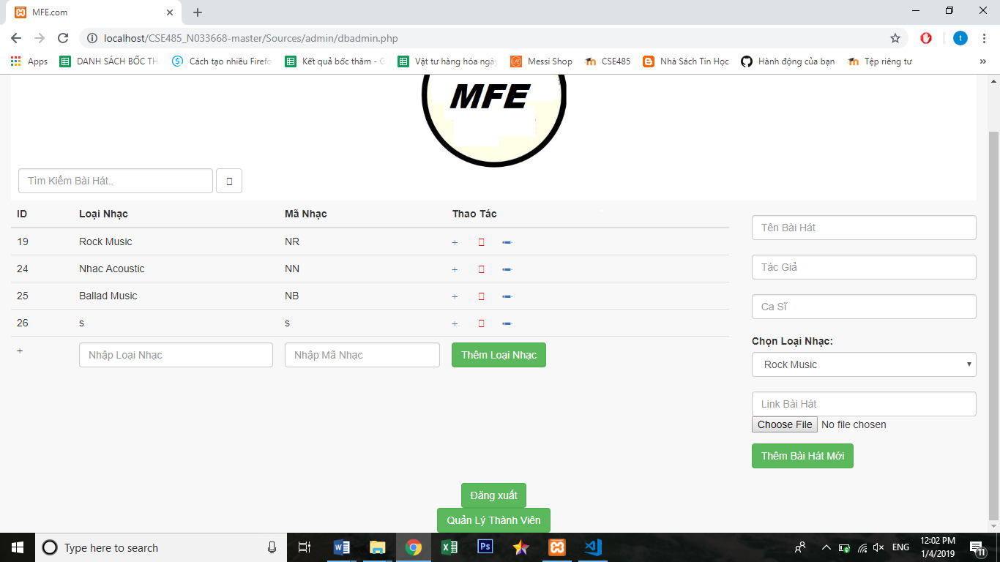 MFE.com
localhost/CSE485_N033668-master/Sources/admin/dbadmin.php
Apps DANH SÁCH BỐC TH Cách tạo nhiều Firefo Kết quả bốc thăm - G Vật tư hàng hóa ngày Messi Shop CSE485 Nhà Sách Tin Học Hành động của bạn Tệp riêng tư »
MFE
Tìm Kiếm Bài Hát..
ID Loại Nhạc Mã Nhạc Thao Tác
19 Rock Music NR +
24 Nhac Acoustic NN +
25 Ballad Music NB +
26 s s +
+ Nhập Loại Nhạc Nhập Mã Nhạc Thêm Loại Nhạc
Tên Bài Hát
Tác Giả
Ca Sĩ
Chọn Loại Nhạc:
Rock Music
Link Bài Hát
Choose File No file chosen
Thêm Bài Hát Mới
Đăng xuất
Quản Lý Thành Viên
Type here to search
ENG
12:02 PM
1/4/2019
11